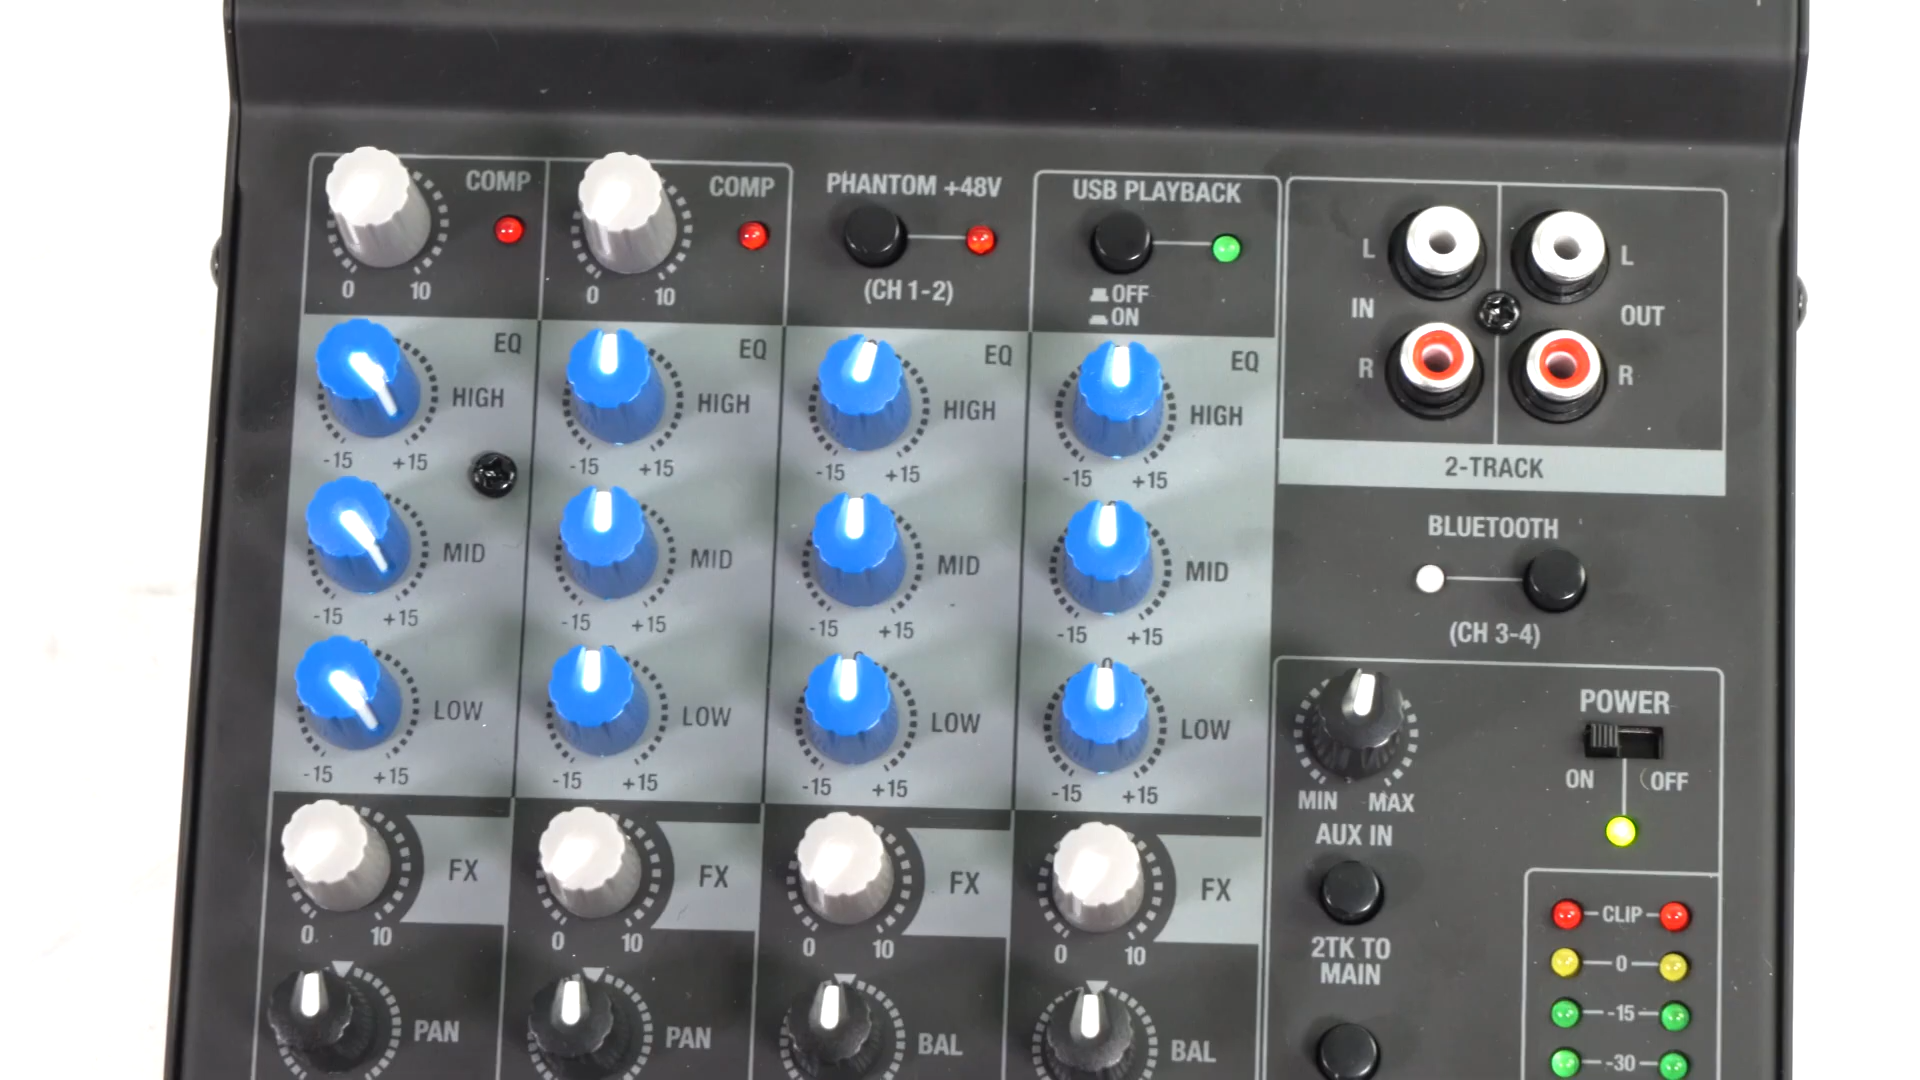 COMP
0 10
COMP
0 10
PHANTOM +48V
(CH 1-2)
USB PLAYBACK
OFF
ON
L
IN
R
L
OUT
R
2-TRACK
EQ
HIGH
-15 +15
EQ
HIGH
-15 +15
EQ
HIGH
-15 +15
EQ
HIGH
-15 +15
MID
-15 +15
MID
-15 +15
MID
-15 +15
MID
-15 +15
LOW
-15 +15
LOW
-15 +15
LOW
-15 +15
LOW
-15 +15
BLUETOOTH
(CH 3-4)
POWER
ON OFF
MIN MAX
AUX IN
2TK TO
MAIN
FX
0 10
FX
0 10
FX
0 10
FX
0 10
PAN
PAN
BAL
BAL
CLIP
0
-15
-30